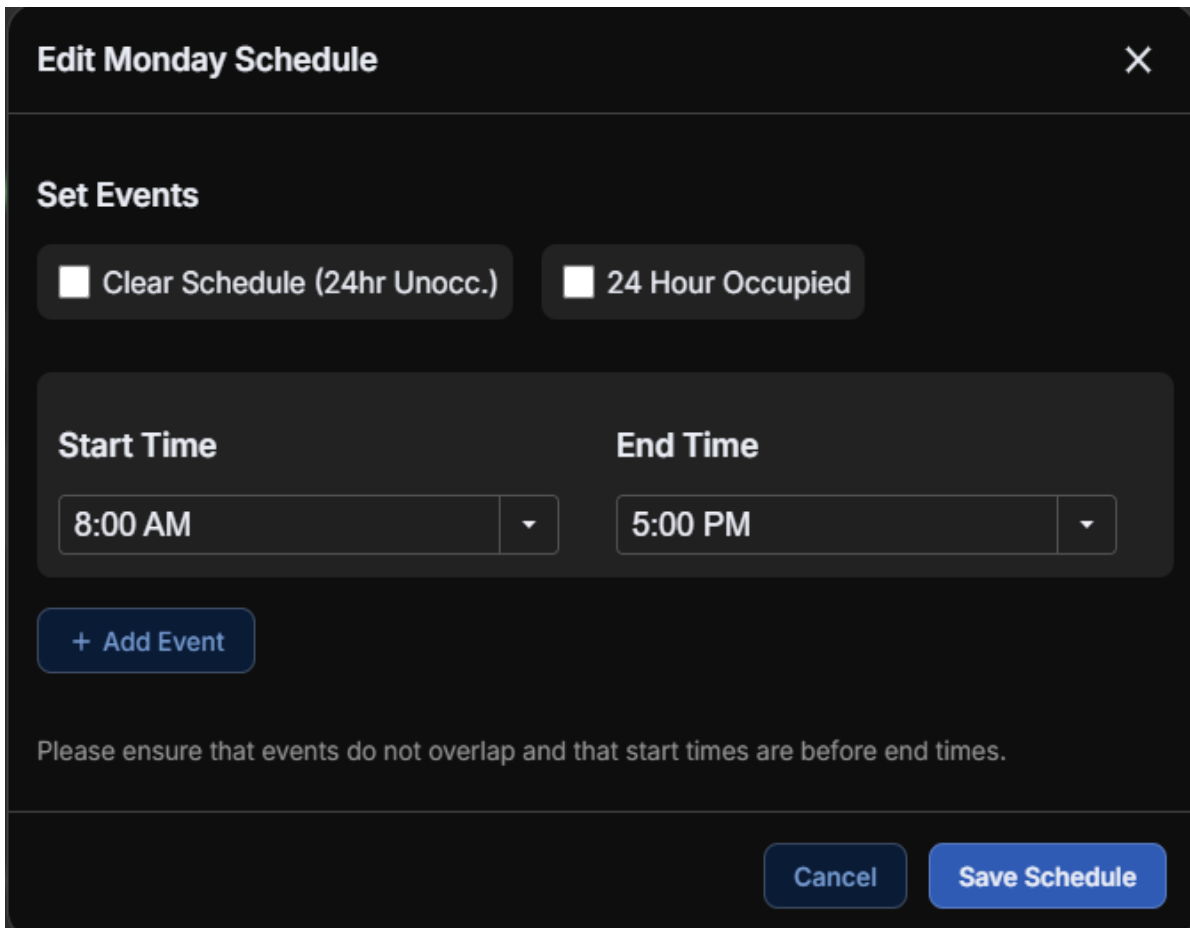 Edit Monday Schedule
Set Events
Clear Schedule (24hr Unocc.) 24 Hour Occupied
Start Time End Time
8:00 AM 5:00 PM
+ Add Event
Please ensure that events do not overlap and that start times are before end times.
Cancel Save Schedule